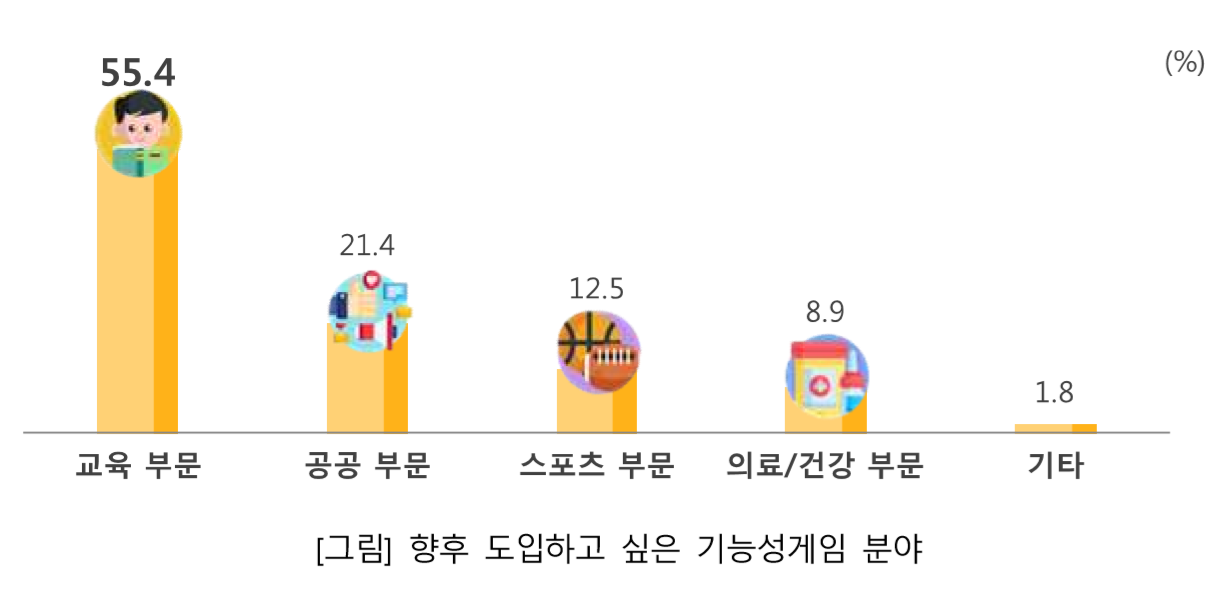 (%)
55.4
21.4
12.5
8.9
1.8
교육 부문
공공 부문
스포츠 부문
의료/건강 부문
기타
[그림] 향후 도입하고 싶은 기능성게임 분야